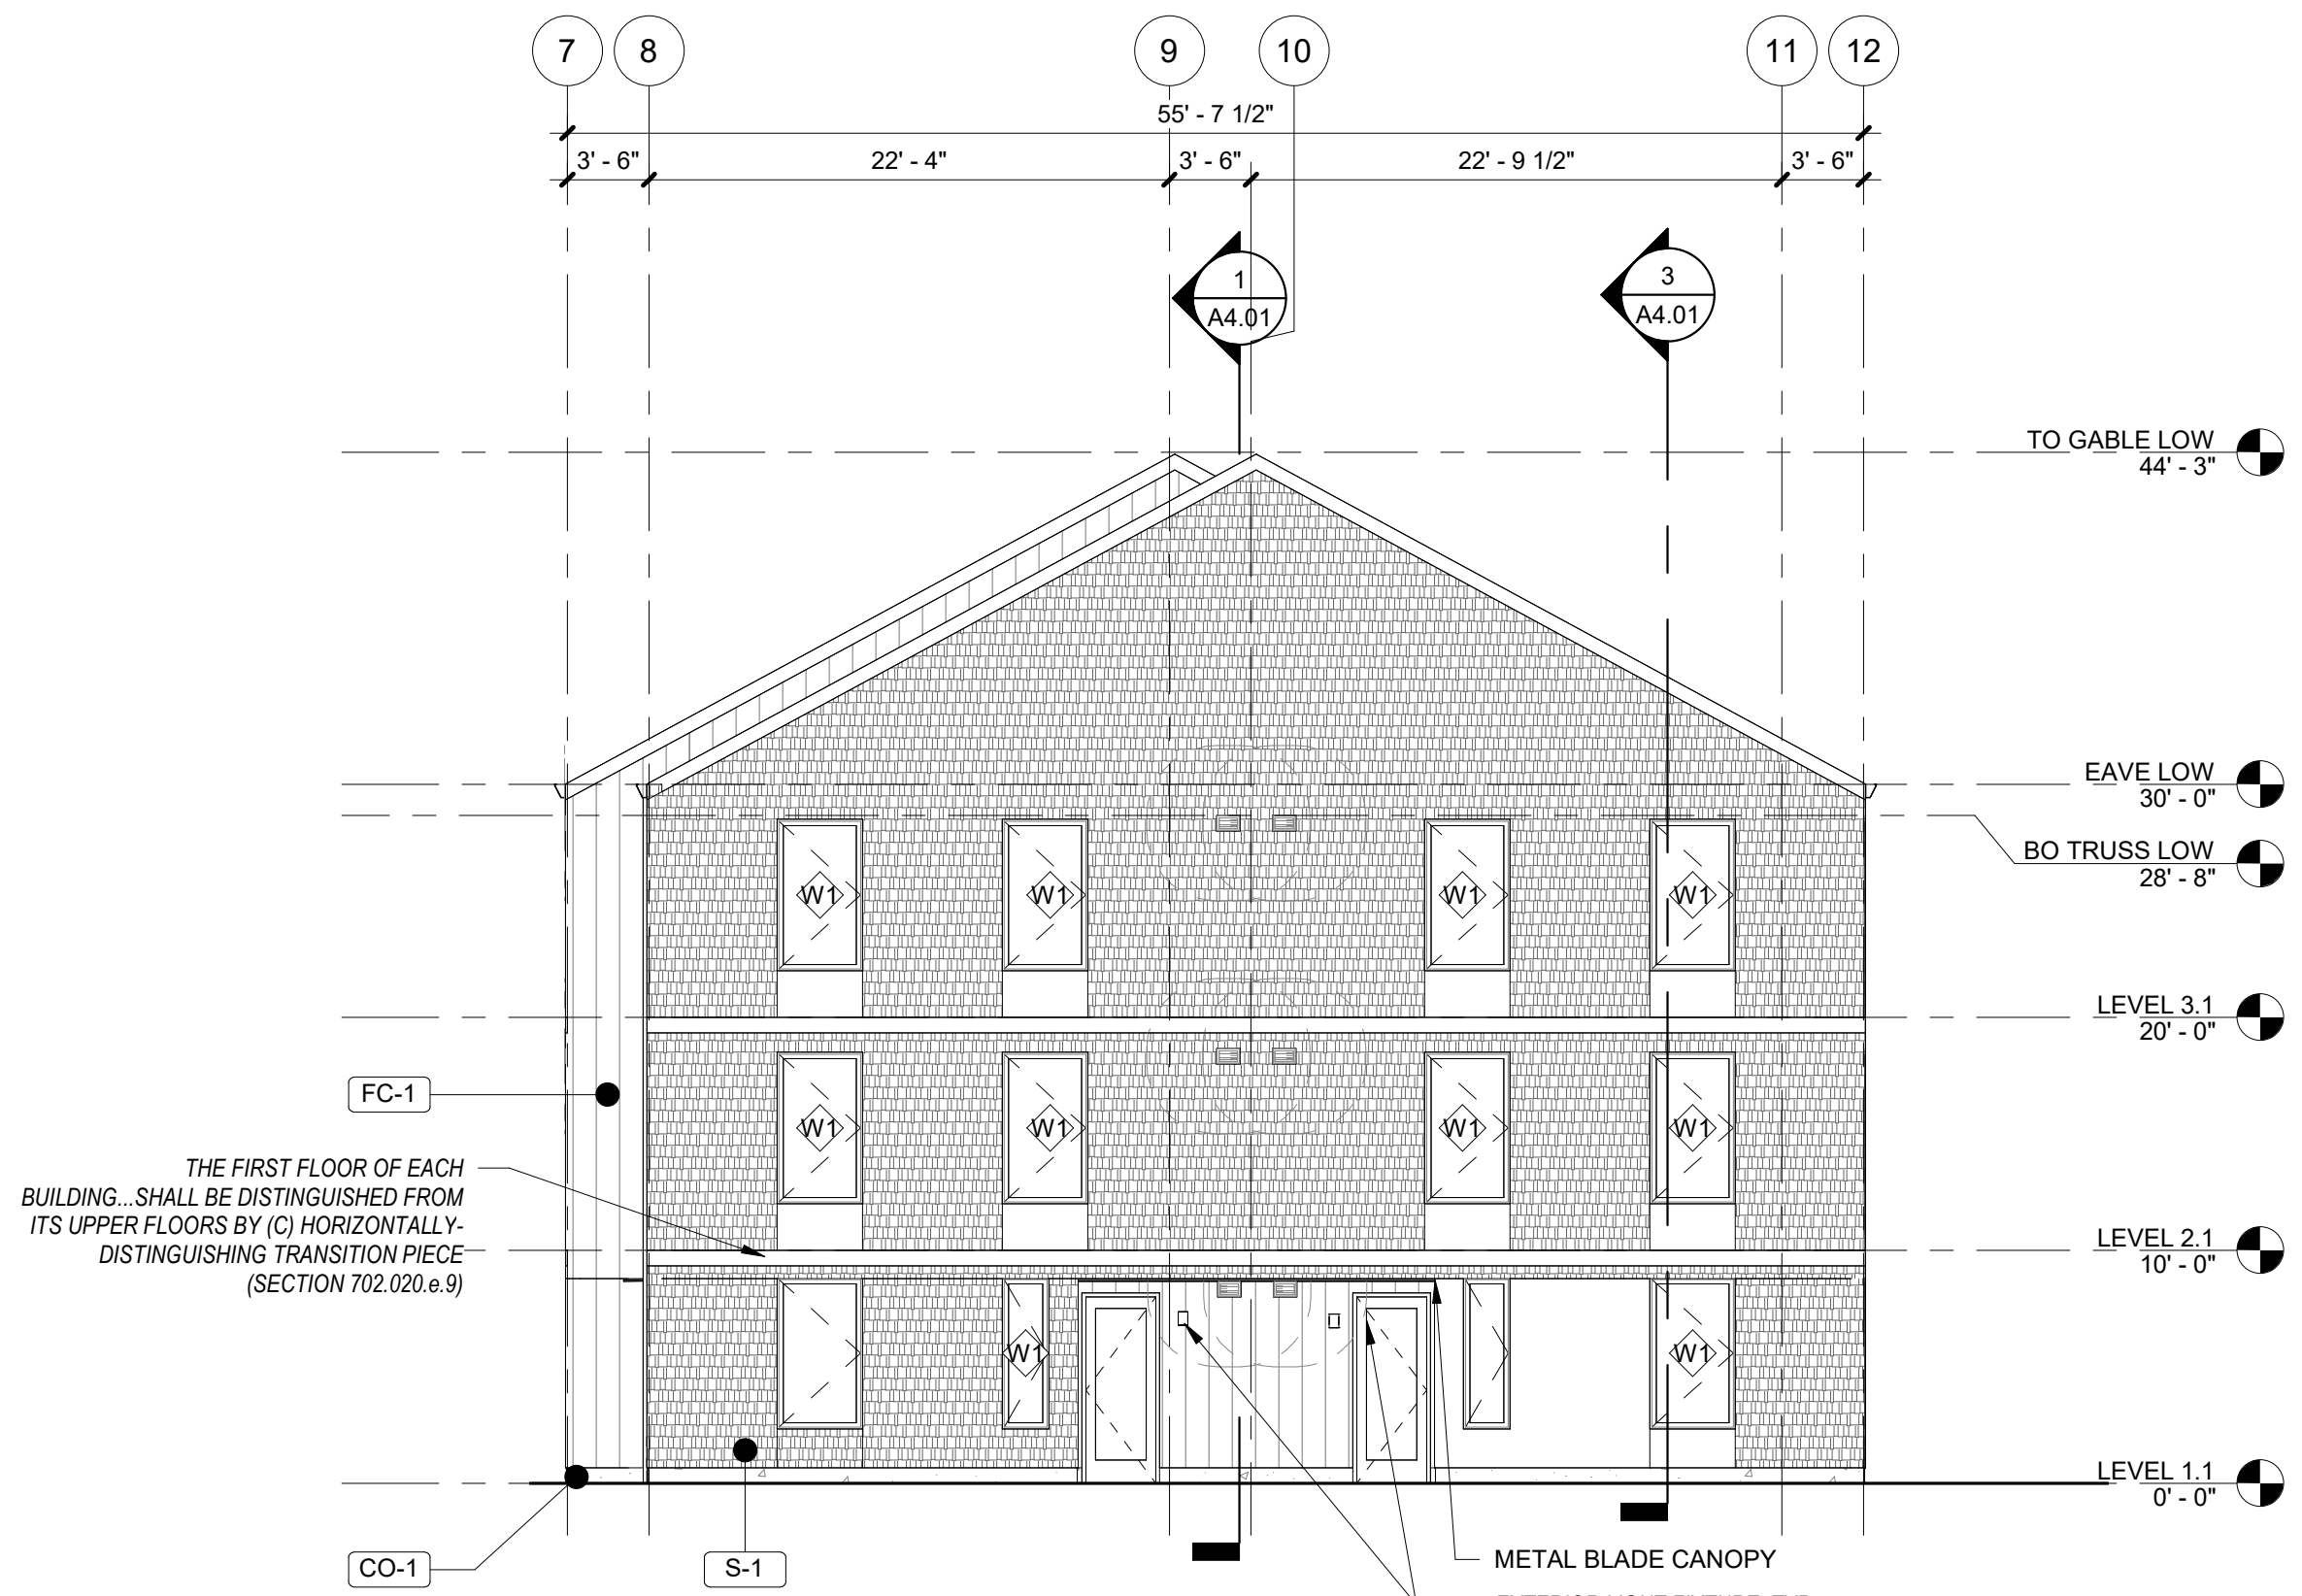 7 8 9 10 11 12
55' - 7 1/2"
3' - 6" 22' - 4" 3' - 6" 22' - 9 1/2" 3' - 6"
1
A4.01
3
A4.01
TO GABLE LOW
44' - 3"
EAVE LOW
30' - 0"
BO TRUSS LOW
28' - 8"
W1 W1 W1 W1
LEVEL 3.1
20' - 0"
FC-1
W1 W1 W1 W1
THE FIRST FLOOR OF EACH
BUILDING...SHALL BE DISTINGUISHED FROM
ITS UPPER FLOORS BY (C) HORIZONTALLY-
DISTINGUISHING TRANSITION PIECE
(SECTION 702.020.e.9)
LEVEL 2.1
10' - 0"
W1 W1
LEVEL 1.1
0' - 0"
CO-1
S-1
METAL BLADE CANOPY